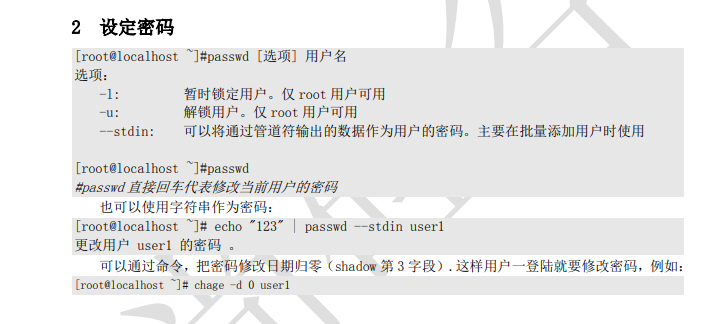 2 设定密码
[root@localhost ~]#passwd [选项] 用户名
选项:
-l: 暂时锁定用户。仅 root 用户可用
-u: 解锁用户。仅 root 用户可用
--stdin: 可以将通过管道符输出的数据作为用户的密码。主要在批量添加用户时使用
[root@localhost ~]#passwd
#passwd 直接回车代表修改当前用户的密码
也可以使用字符串作为密码:
[root@localhost ~]# echo "123" | passwd --stdin user1
更改用户 user1 的密码 。
可以通过命令,把密码修改日期归零(shadow 第 3 字段).这样用户一登陆就要修改密码,例如:
[root@localhost ~]# chage -d 0 user1